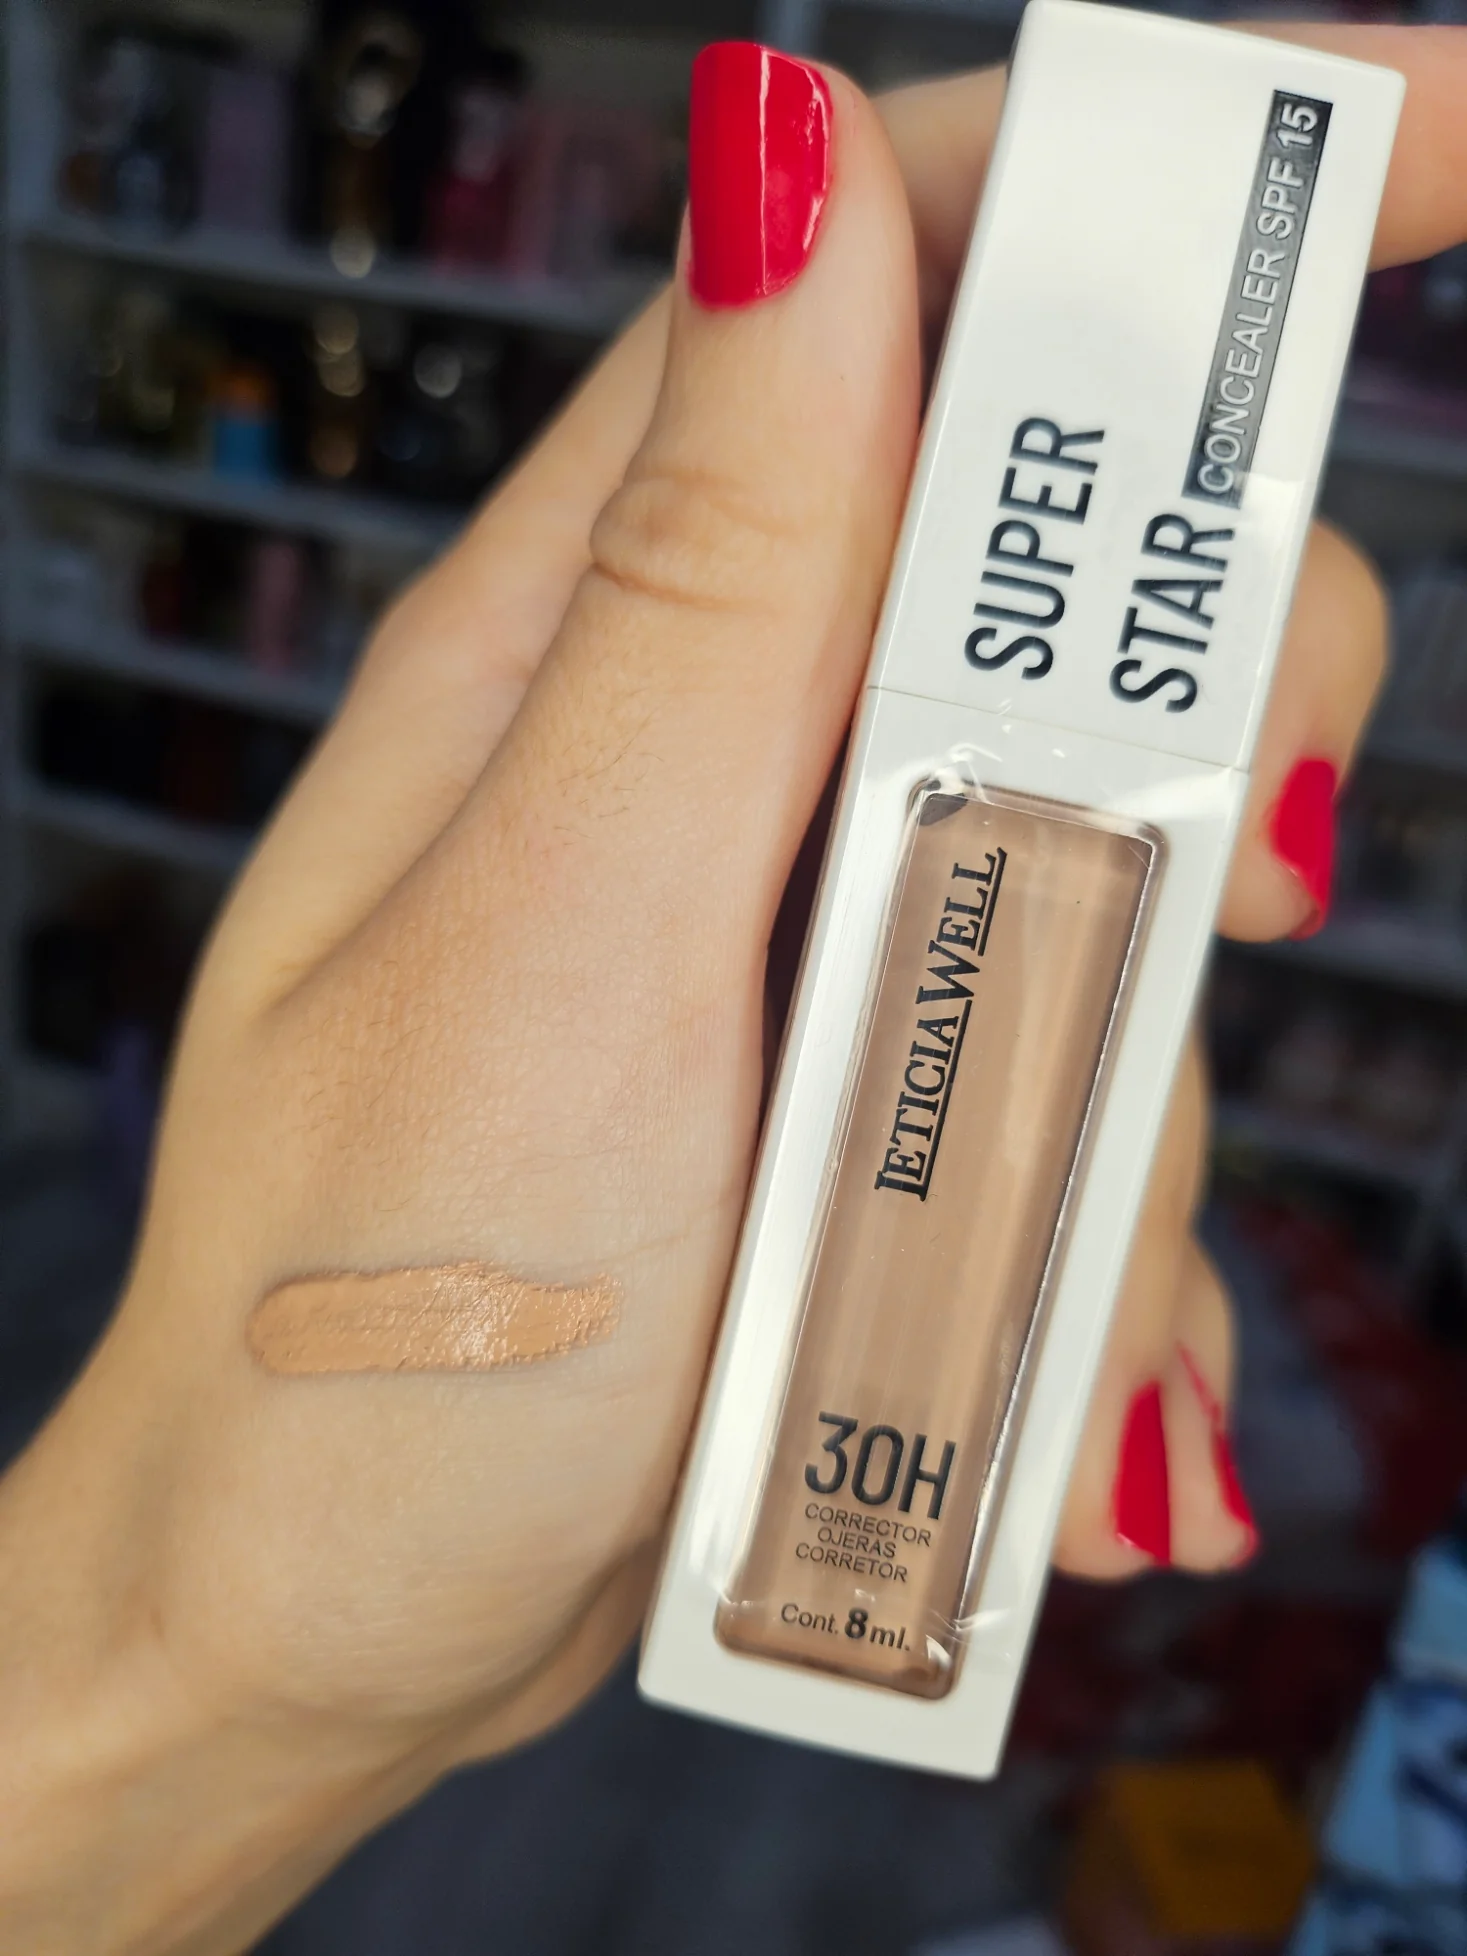 SUPER
STAR CONCEALER SPF 15
LETICIA WELL
30H
CORRECTOR
OJERAS
CORRETOR
Cont. 8 ml.